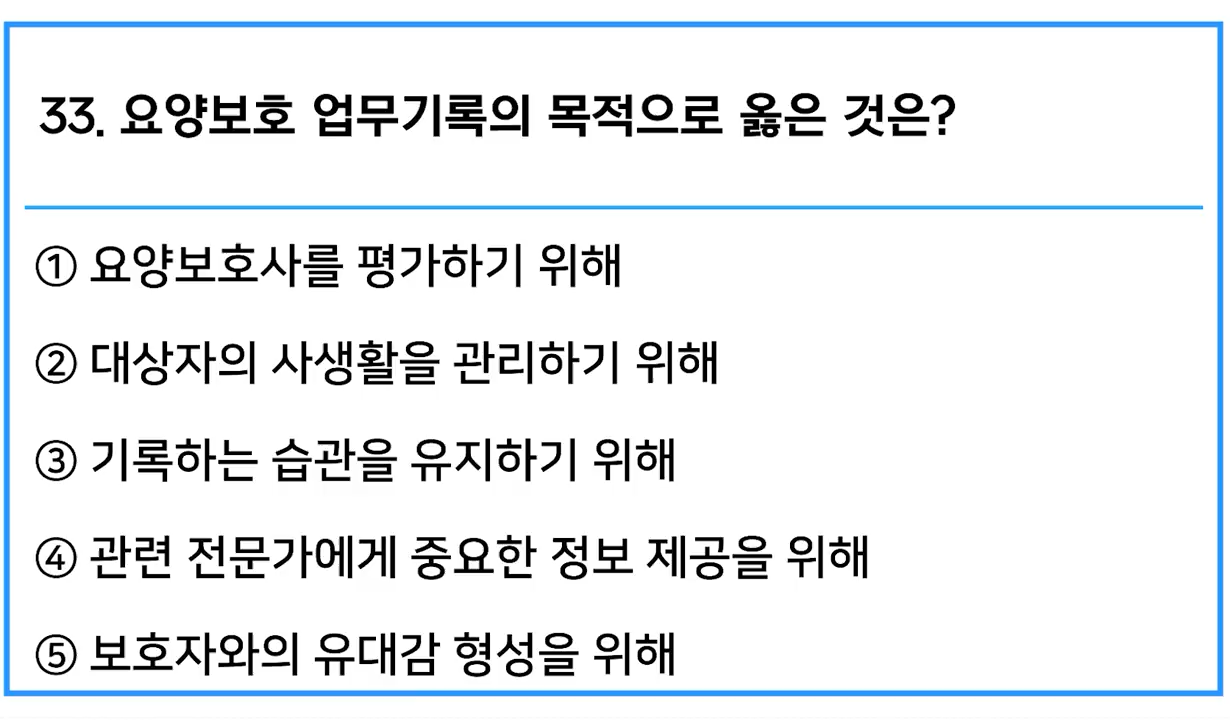 33. 요양보호 업무기록의 목적으로 옳은 것은?
① 요양보호사를 평가하기 위해
② 대상자의 사생활을 관리하기 위해
③ 기록하는 습관을 유지하기 위해
④ 관련 전문가에게 중요한 정보 제공을 위해
⑤ 보호자와의 유대감 형성을 위해